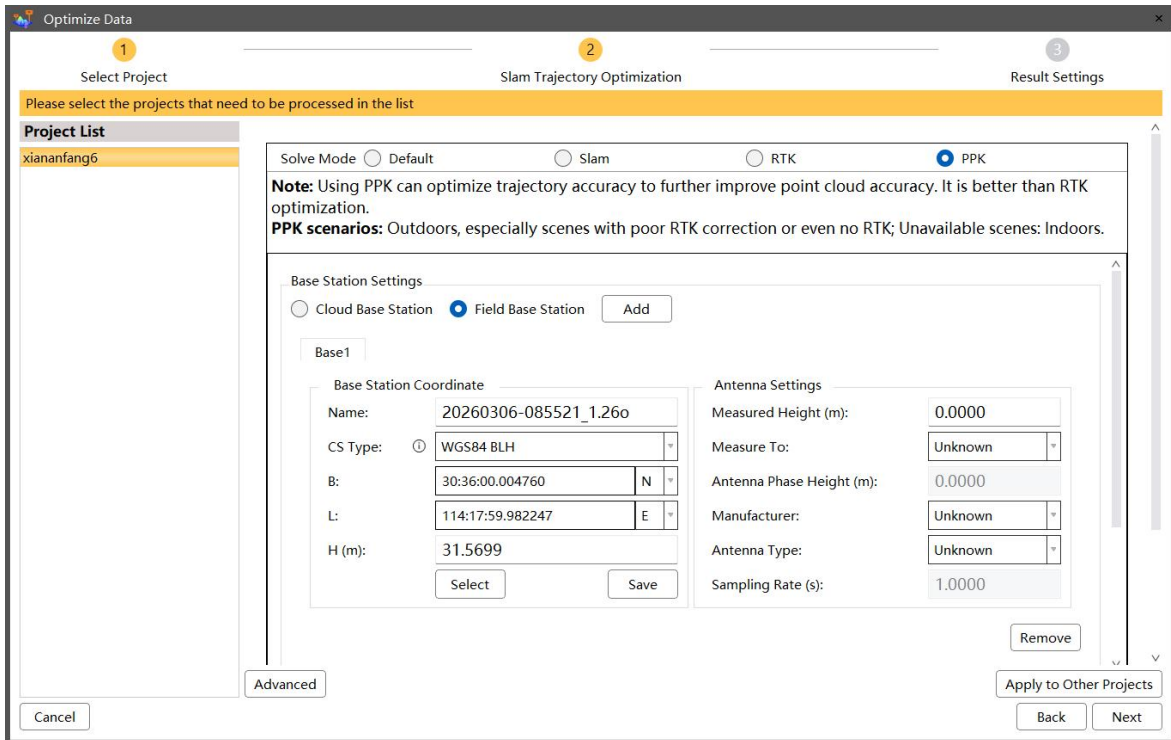 Optimize Data
×
1
2
3
Select Project
Slam Trajectory Optimization
Result Settings
Please select the projects that need to be processed in the list
Project List
xiananfang6
Solve Mode Default Slam RTK PPK
Note: Using PPK can optimize trajectory accuracy to further improve point cloud accuracy. It is better than RTK
optimization.
PPK scenarios: Outdoors, especially scenes with poor RTK correction or even no RTK; Unavailable scenes: Indoors.
Base Station Settings
Cloud Base Station Field Base Station Add
Base1
Base Station Coordinate
Name: 20260306-085521_1.26o
CS Type: WGS84 BLH
B: 30:36:00.004760 N
L: 114:17:59.982247 E
H (m): 31.5699
Select Save
Antenna Settings
Measured Height (m): 0.0000
Measure To: Unknown
Antenna Phase Height (m): 0.0000
Manufacturer: Unknown
Antenna Type: Unknown
Sampling Rate (s): 1.0000
Remove
Advanced
Apply to Other Projects
Cancel
Back
Next